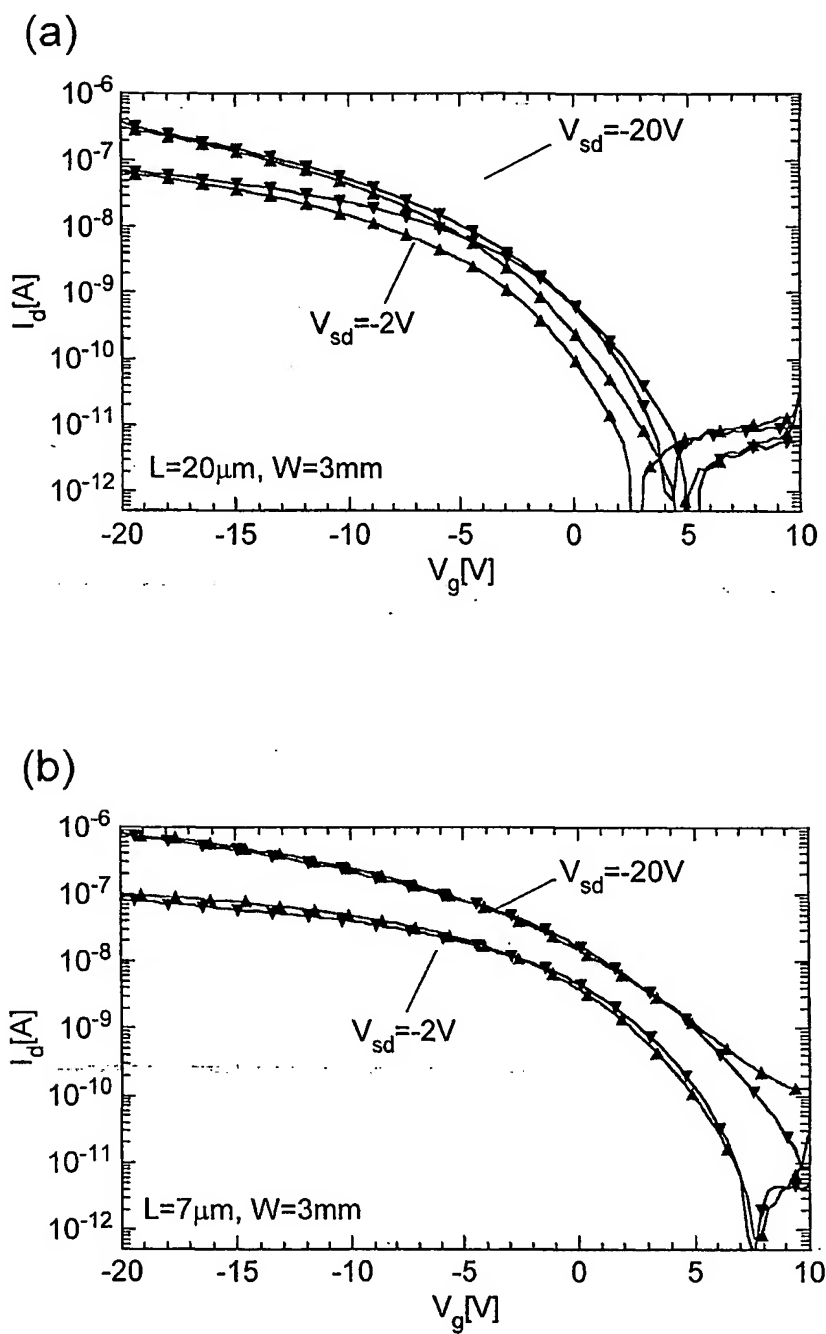 (a)
10⁻⁶
10⁻⁷
10⁻⁸
10⁻⁹
10⁻¹⁰
10⁻¹¹
10⁻¹²
I_d[A]
V_sd=-20V
V_sd=-2V
L=20μm, W=3mm
-20 -15 -10 -5 0 5 10
V_g[V]
(b)
10⁻⁶
10⁻⁷
10⁻⁸
10⁻⁹
10⁻¹⁰
10⁻¹¹
10⁻¹²
I_d[A]
V_sd=-20V
V_sd=-2V
L=7μm, W=3mm
-20 -15 -10 -5 0 5 10
V_g[V]